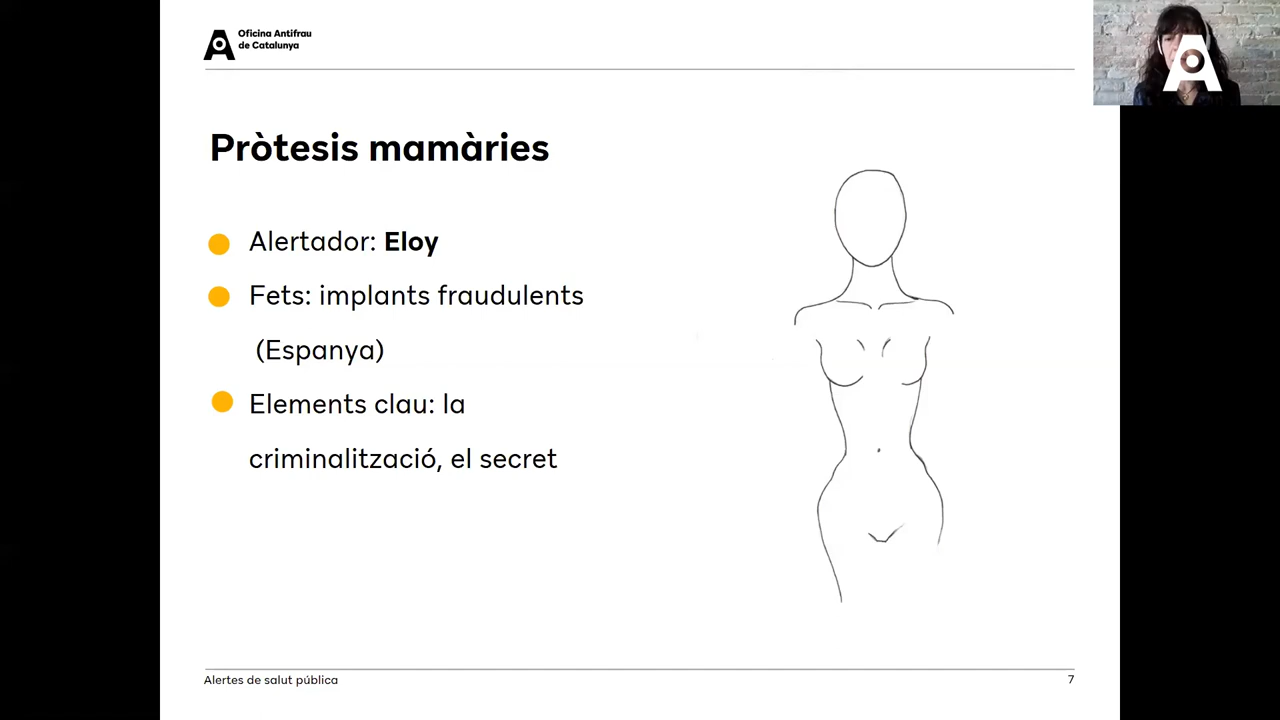 Oficina Antifrau
de Catalunya
Pròtesis mamàries
Alertador: Eloy
Fets: implants fraudulents
(Espanya)
Elements clau: la
criminalització, el secret
Alertes de salut pública
7